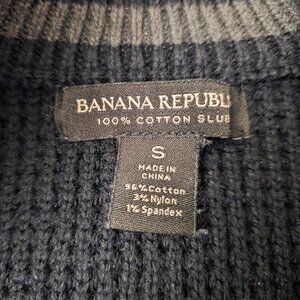 BANANA REPUBLI
100% COTTON SLUB
S
MADE IN
CHINA
96% Cotton
3% Nylon
1% Spandex